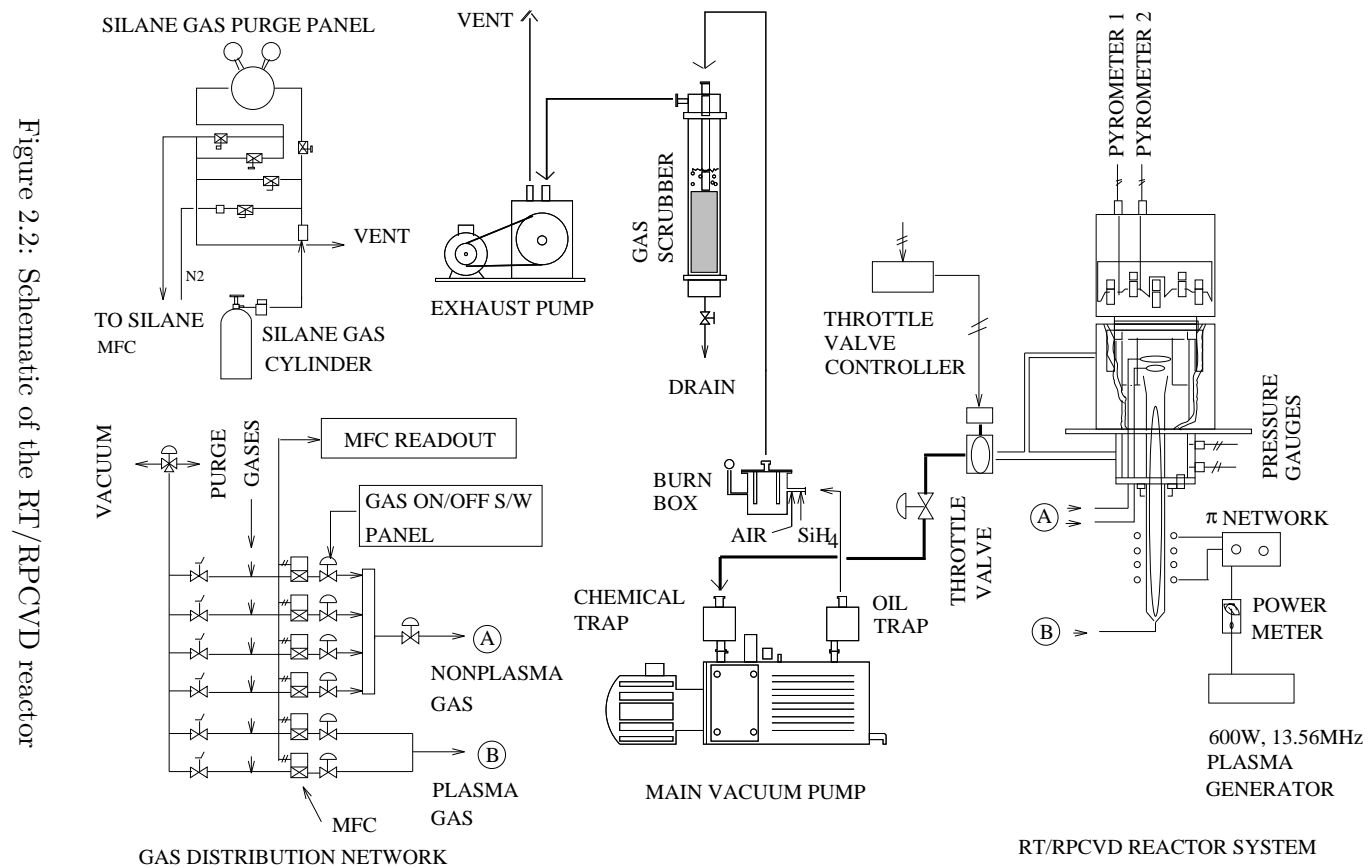 SILANE GAS PURGE PANEL
N2
VENT
TO SILANE
MFC
SILANE GAS
CYLINDER
VENT
EXHAUST PUMP
GAS
SCRUBBER
DRAIN
THROTTLE
VALVE
CONTROLLER
PYROMETER 1
PYROMETER 2
PRESSURE
GAUGES
VACUUM
PURGE
GASES
MFC READOUT
GAS ON/OFF S/W
PANEL
A
NONPLASMA
GAS
B
PLASMA
GAS
MFC
GAS DISTRIBUTION NETWORK
BURN
BOX
AIR
SiH4
CHEMICAL
TRAP
OIL
TRAP
THROTTLE
VALVE
MAIN VACUUM PUMP
A
B
π NETWORK
POWER
METER
600W, 13.56MHz
PLASMA
GENERATOR
RT/RPCVD REACTOR SYSTEM
Figure 2.2: Schematic of the RT/RPCVD reactor